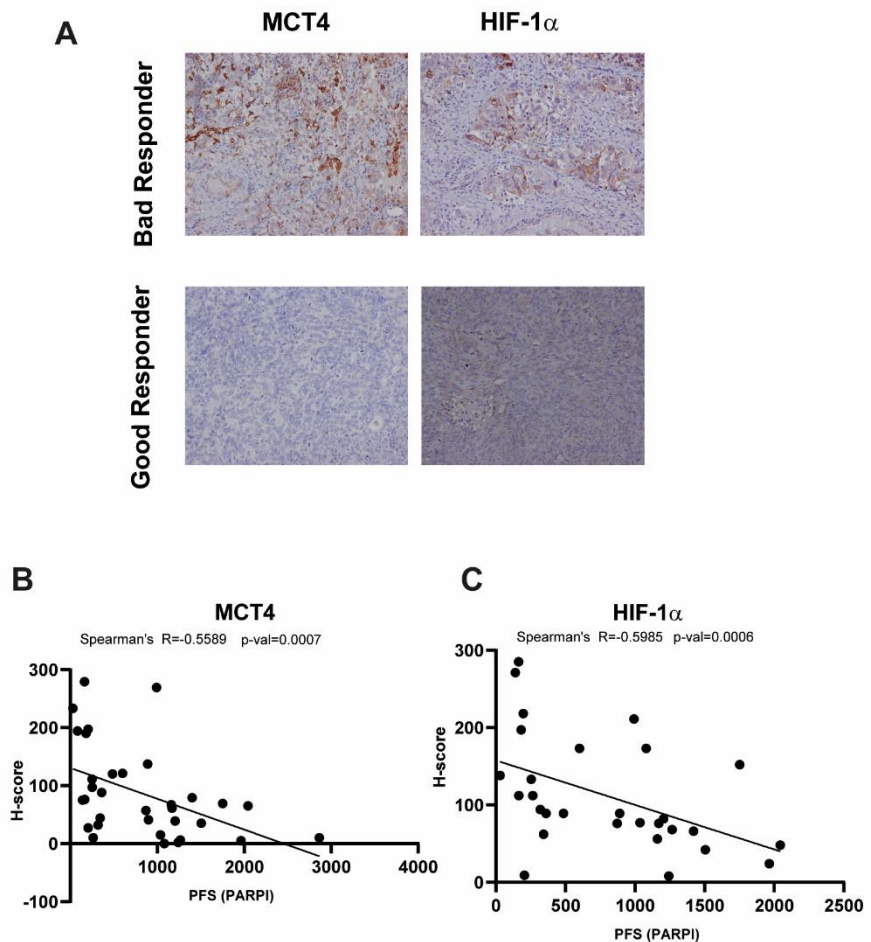 A
MCT4 HIF-1α
Bad Responder
Good Responder
B
MCT4
Spearman's R=-0.5589 p-val=0.0007
300
200
100
0
-100
H-score
0 1000 2000 3000 4000
PFS (PARPI)
C
HIF-1α
Spearman's R=-0.5985 p-val=0.0006
300
200
100
0
H-score
0 500 1000 1500 2000 2500
PFS (PARPI)